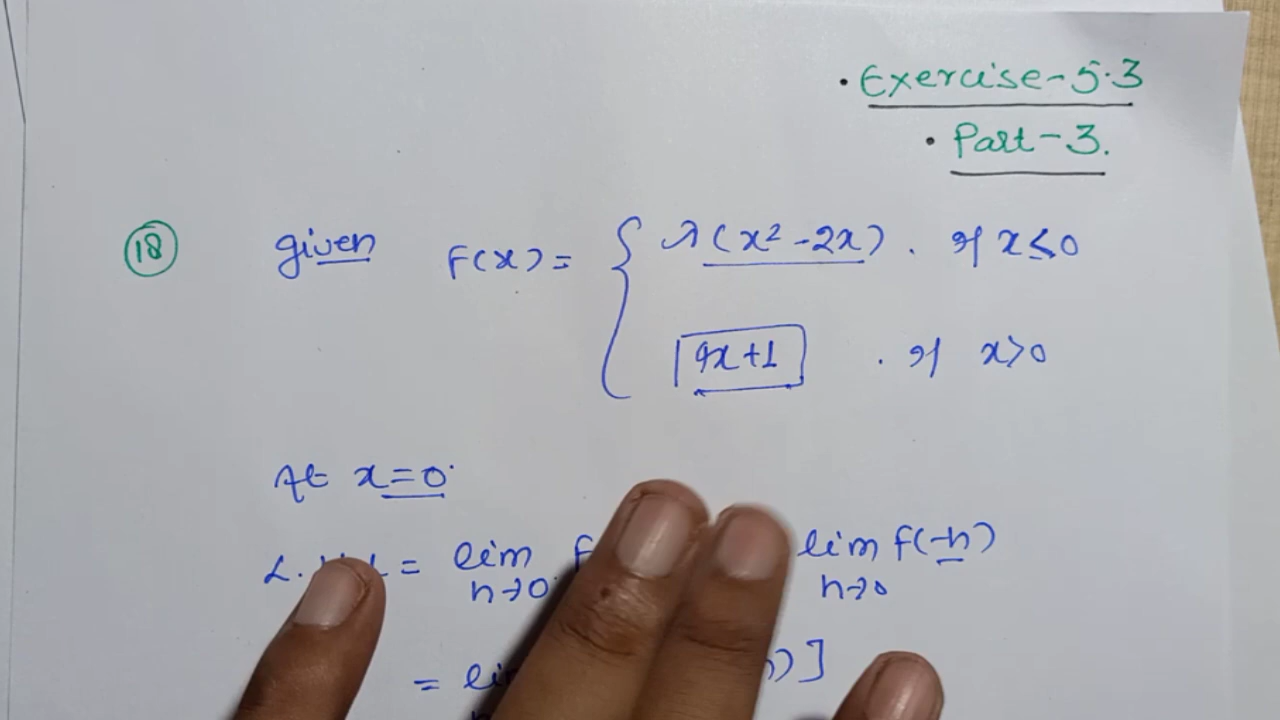 • Exercise-5.3
• Part-3.
18 given F(x) = { λ(x² -2x) . if x≤0
4x+1 . if x>0
At x=0
= lim lim f(-h)
h→0 h→0
= )]